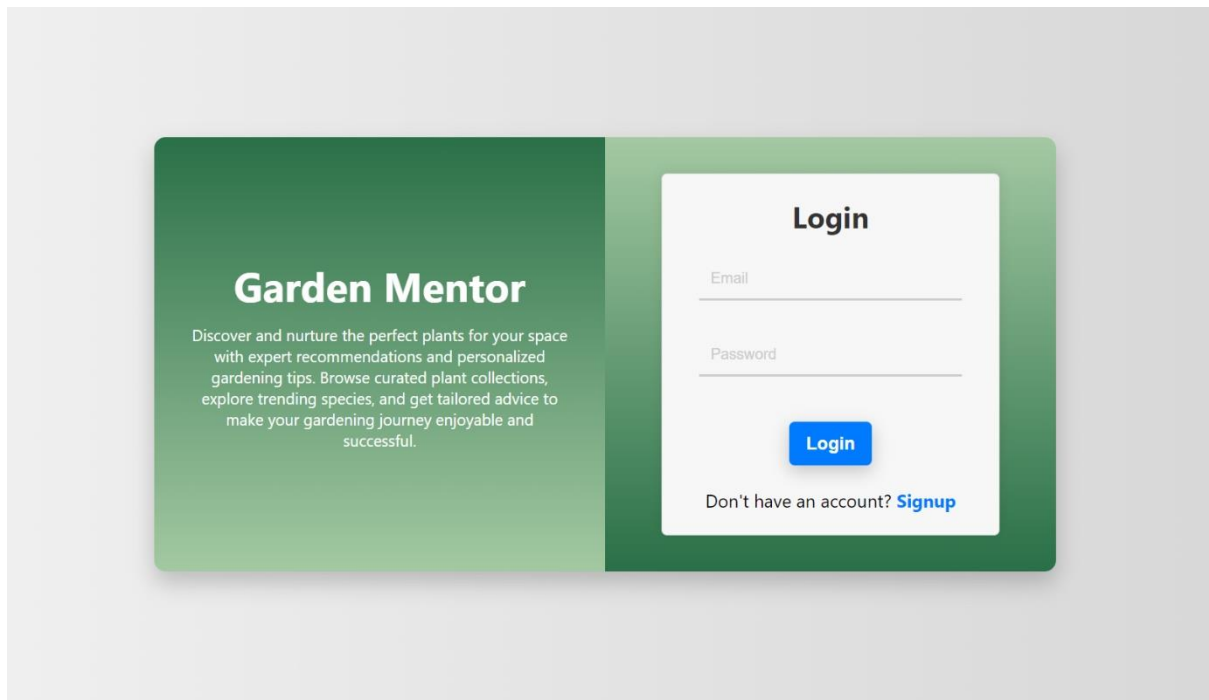 Garden Mentor
Discover and nurture the perfect plants for your space
with expert recommendations and personalized
gardening tips. Browse curated plant collections,
explore trending species, and get tailored advice to
make your gardening journey enjoyable and
successful.
Login
Email
Password
Login
Don't have an account? Signup